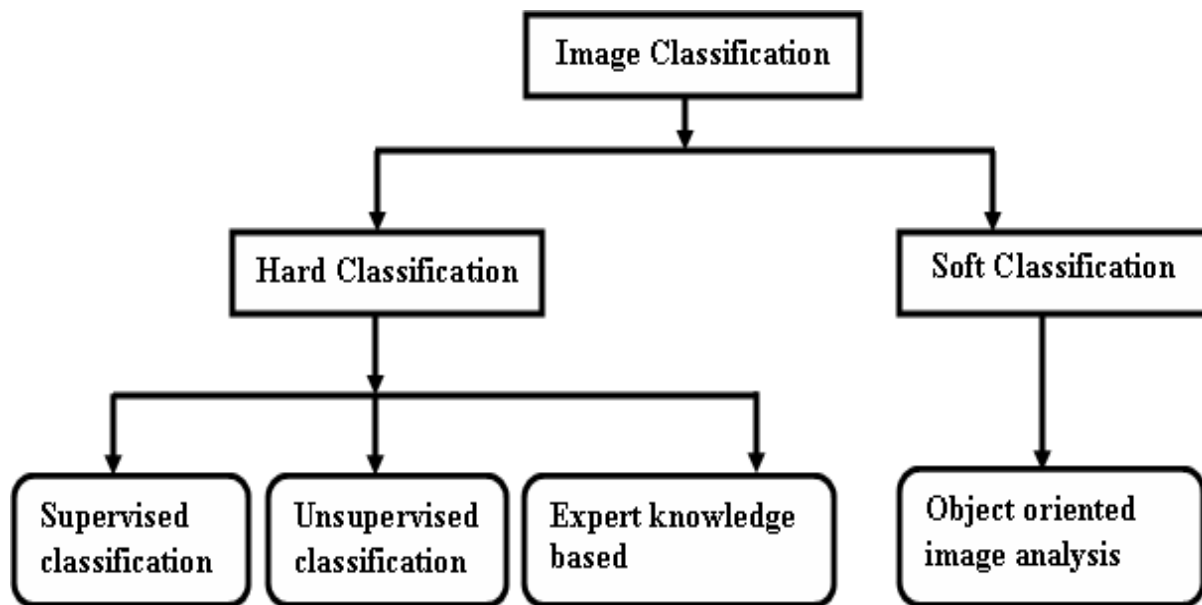 Image Classification
Hard Classification
Soft Classification
Supervised
classification
Unsupervised
classification
Expert knowledge
based
Object oriented
image analysis